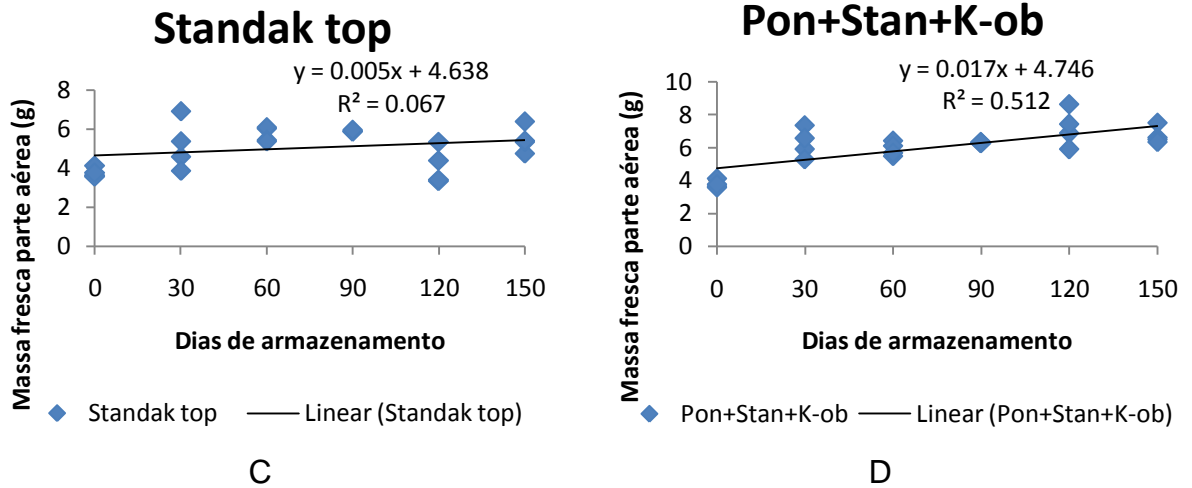 Standak top
y = 0.005x + 4.638
R² = 0.067
Massa fresca parte aérea (g)
8
6
4
2
0
0 30 60 90 120 150
Dias de armazenamento
Standak top Linear (Standak top)
C
Pon+Stan+K-ob
y = 0.017x + 4.746
R² = 0.512
Massa fresca parte aérea (g)
10
8
6
4
2
0
0 30 60 90 120 150
Dias de armazenamento
Pon+Stan+K-ob Linear (Pon+Stan+K-ob)
D